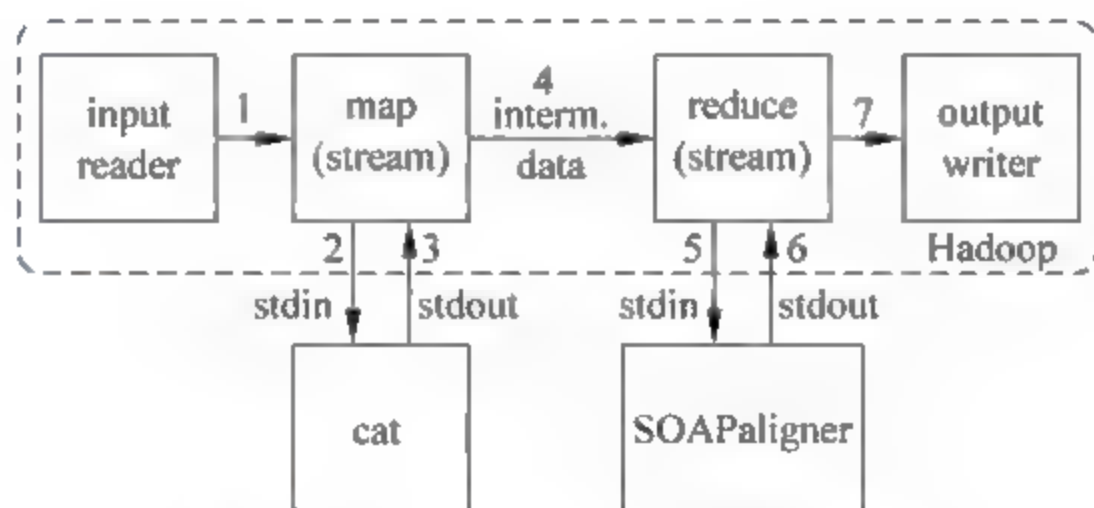 input
reader
1
map
(stream)
4
interm.
data
reduce
(stream)
7
output
writer
2
3
5
6
Hadoop
stdin
stdout
stdin
stdout
cat
SOAPaligner